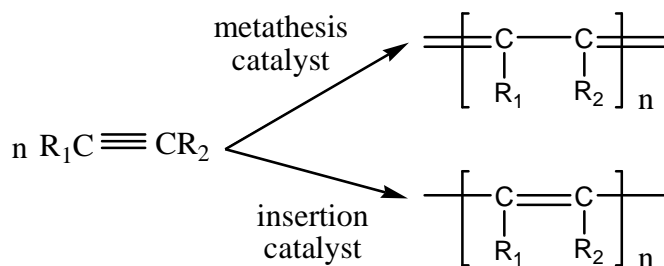 metathesis
catalyst
C C
R₁ R₂ n
n R₁C CR₂
insertion
catalyst
C C
R₁ R₂ n